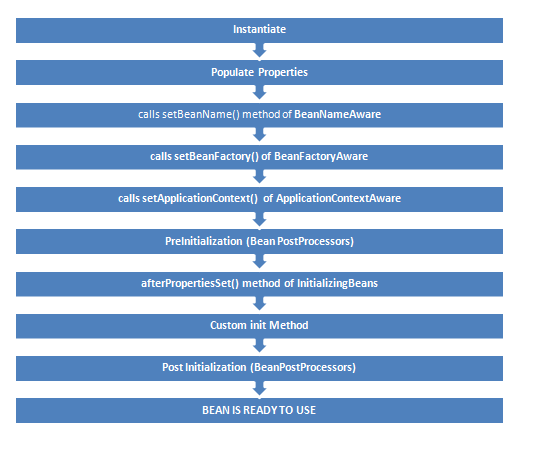 Instantiate
Populate Properties
calls setBeanName() method of BeanNameAware
calls setBeanFactory() of BeanFactoryAware
calls setApplicationContext() of ApplicationContextAware
PreInitialization (Bean PostProcessors)
afterPropertiesSet() method of InitializingBeans
Custom init Method
Post Initialization (BeanPostProcessors)
BEAN IS READY TO USE